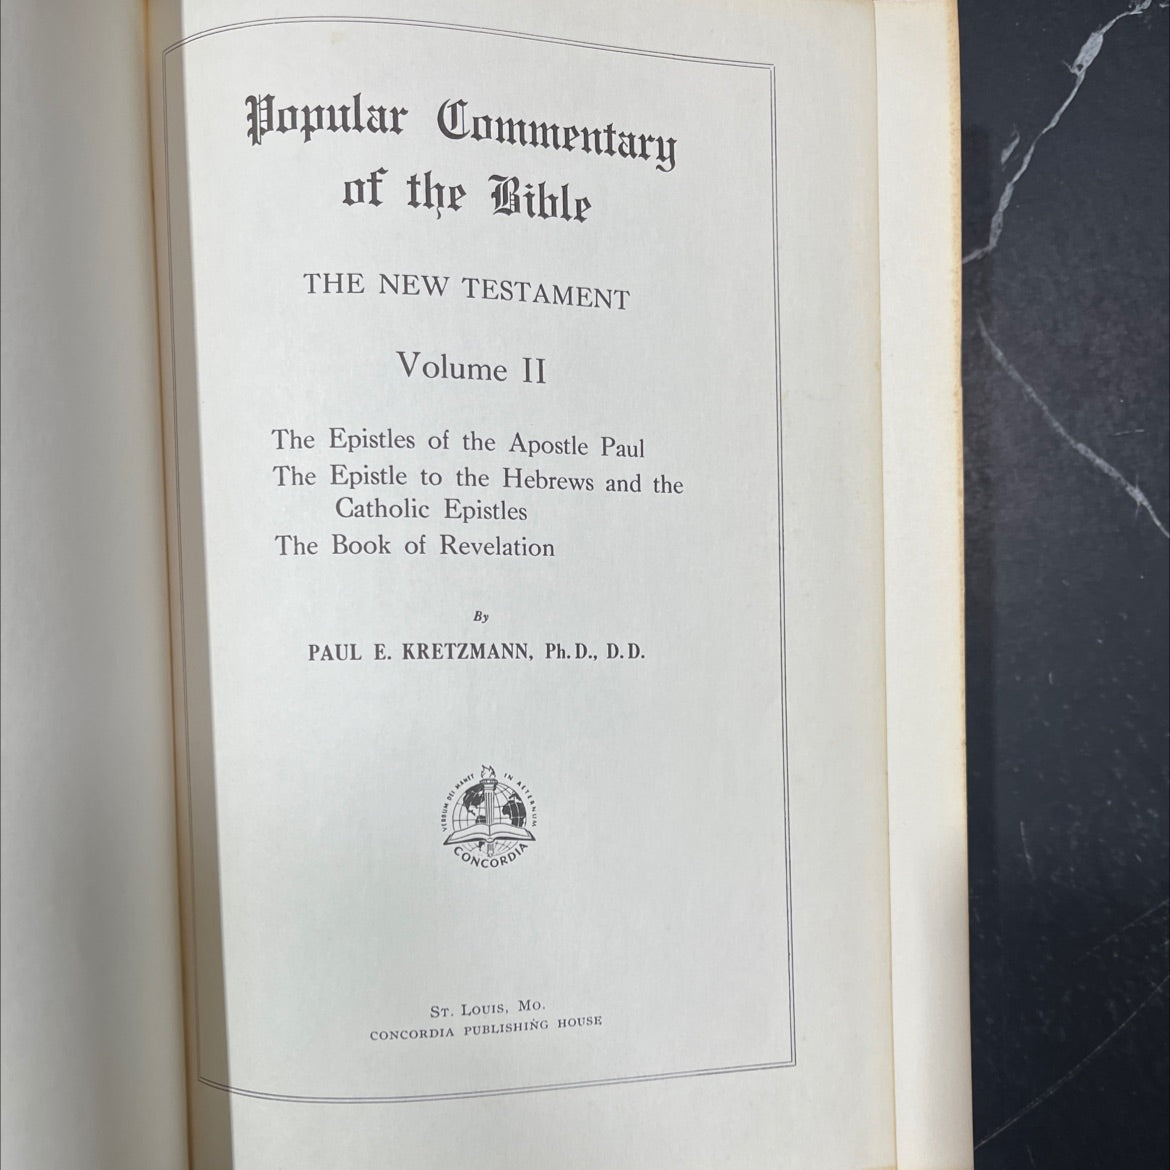 Popular Commentary
of the Bible
THE NEW TESTAMENT
Volume II
The Epistles of the Apostle Paul
The Epistle to the Hebrews and the
Catholic Epistles
The Book of Revelation
By
PAUL E. KRETZMANN, Ph. D., D. D.
VERBUM DEI MANET IN AETERNUM
CONCORDIA
ST. LOUIS, MO.
CONCORDIA PUBLISHING HOUSE